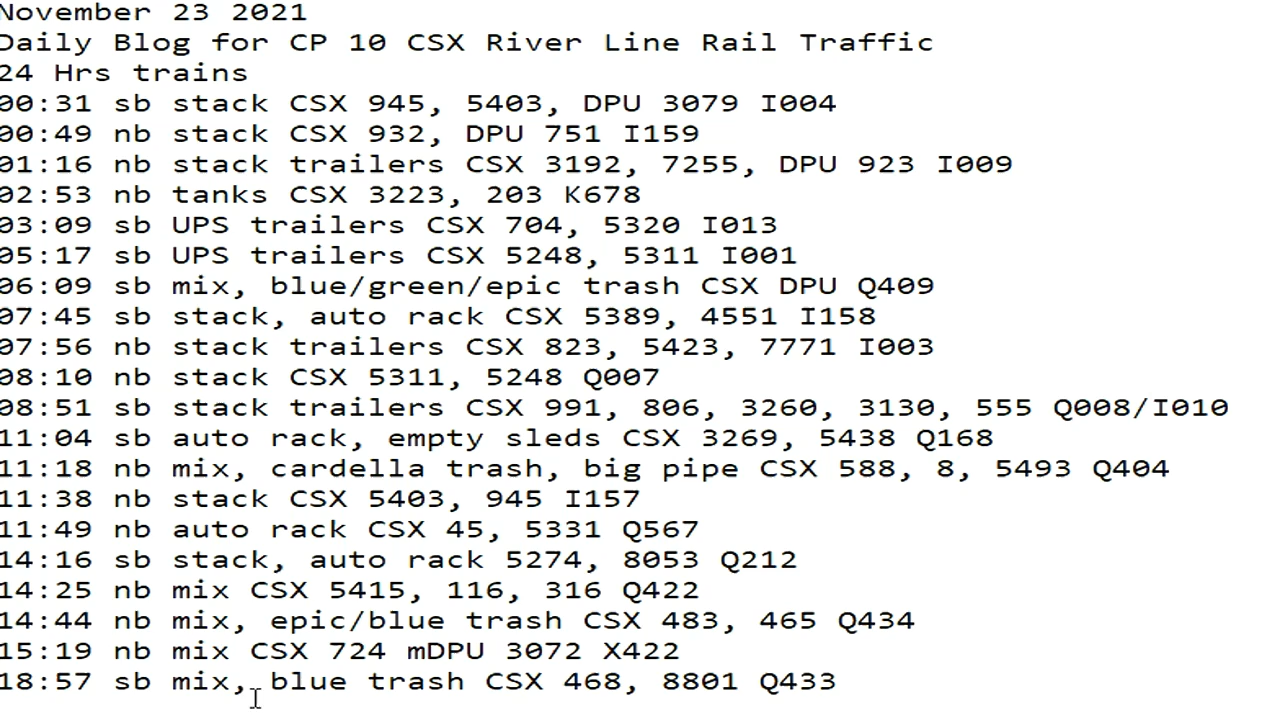 November 23 2021
Daily Blog for CP 10 CSX River Line Rail Traffic
24 Hrs trains
00:31 sb stack CSX 945, 5403, DPU 3079 I004
00:49 nb stack CSX 932, DPU 751 I159
01:16 nb stack trailers CSX 3192, 7255, DPU 923 I009
02:53 nb tanks CSX 3223, 203 K678
03:09 sb UPS trailers CSX 704, 5320 I013
05:17 sb UPS trailers CSX 5248, 5311 I001
06:09 sb mix, blue/green/epic trash CSX DPU Q409
07:45 sb stack, auto rack CSX 5389, 4551 I158
07:56 nb stack trailers CSX 823, 5423, 7771 I003
08:10 nb stack CSX 5311, 5248 Q007
08:51 sb stack trailers CSX 991, 806, 3260, 3130, 555 Q008/I010
11:04 sb auto rack, empty sleds CSX 3269, 5438 Q168
11:18 nb mix, cardella trash, big pipe CSX 588, 8, 5493 Q404
11:38 nb stack CSX 5403, 945 I157
11:49 nb auto rack CSX 45, 5331 Q567
14:16 sb stack, auto rack 5274, 8053 Q212
14:25 nb mix CSX 5415, 116, 316 Q422
14:44 nb mix, epic/blue trash CSX 483, 465 Q434
15:19 nb mix CSX 724 mDPU 3072 X422
18:57 sb mix, blue trash CSX 468, 8801 Q433